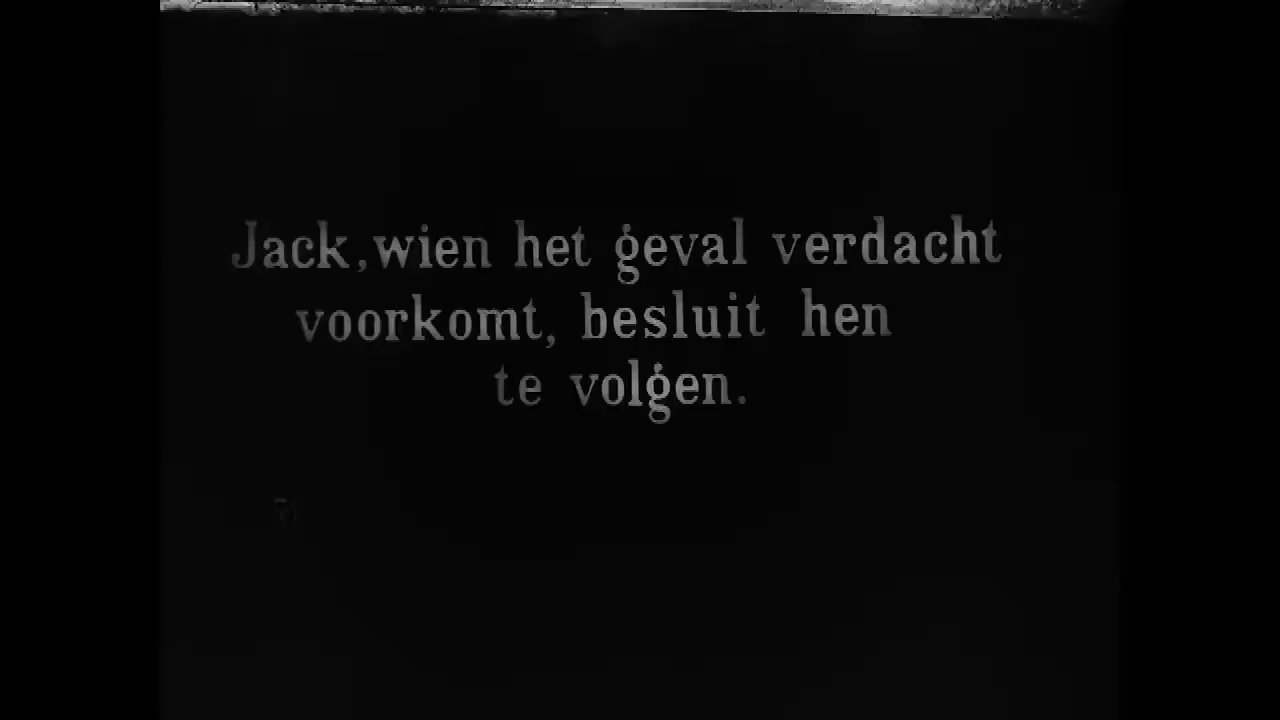 Jack, wien het geval verdacht
voorkomt, besluit hen
te volgen.